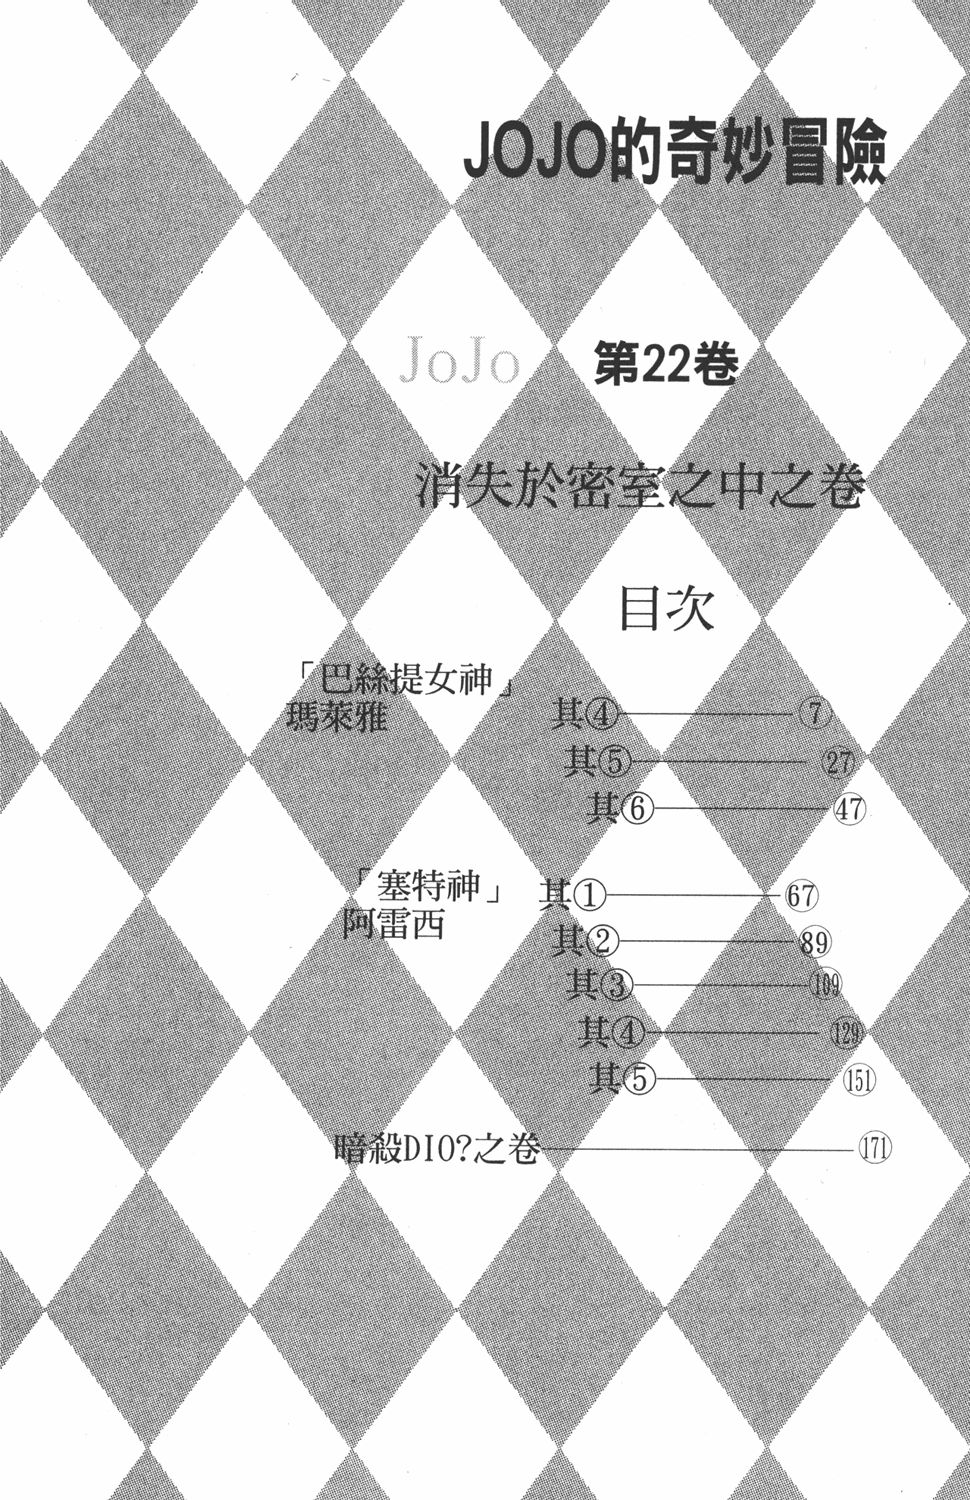 JOJO的奇妙冒險
JoJo 第22卷
消失於密室之中之卷
目次
「巴絲提女神」
瑪萊雅 其④ 7
其⑤ 27
其⑥ 47
「塞特神」 其① 67
阿雷西 其② 89
其③ 109
其④ 129
其⑤ 151
暗殺DIO?之卷 171